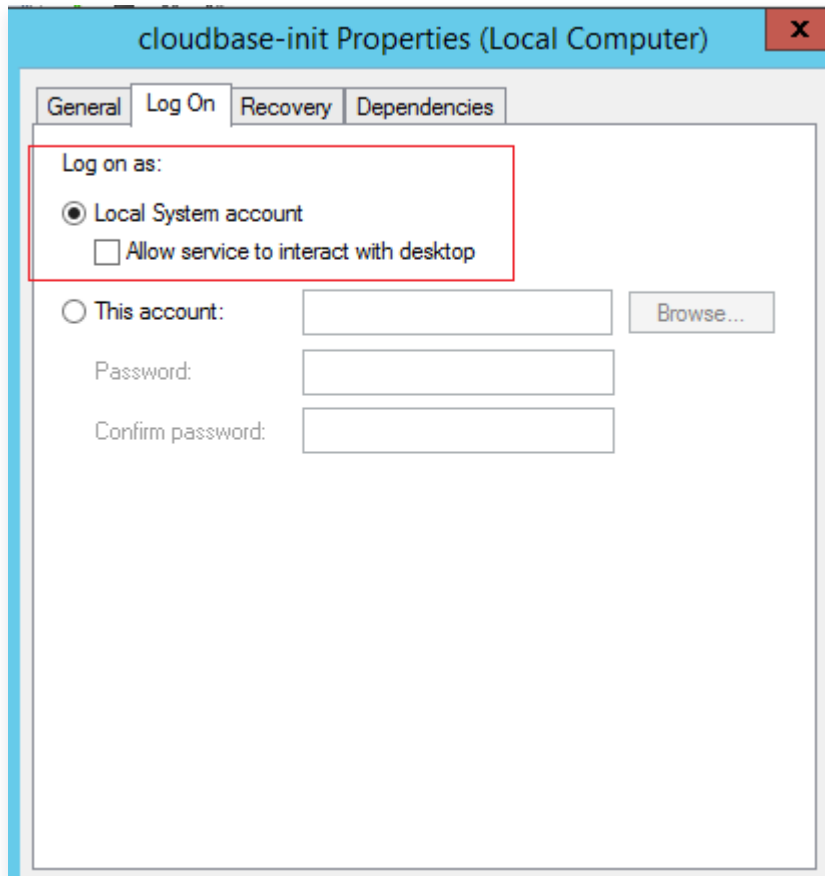 cloudbase-init Properties (Local Computer)
x
General Log On Recovery Dependencies
Log on as:
Local System account
Allow service to interact with desktop
This account:
Browse...
Password:
Confirm password: